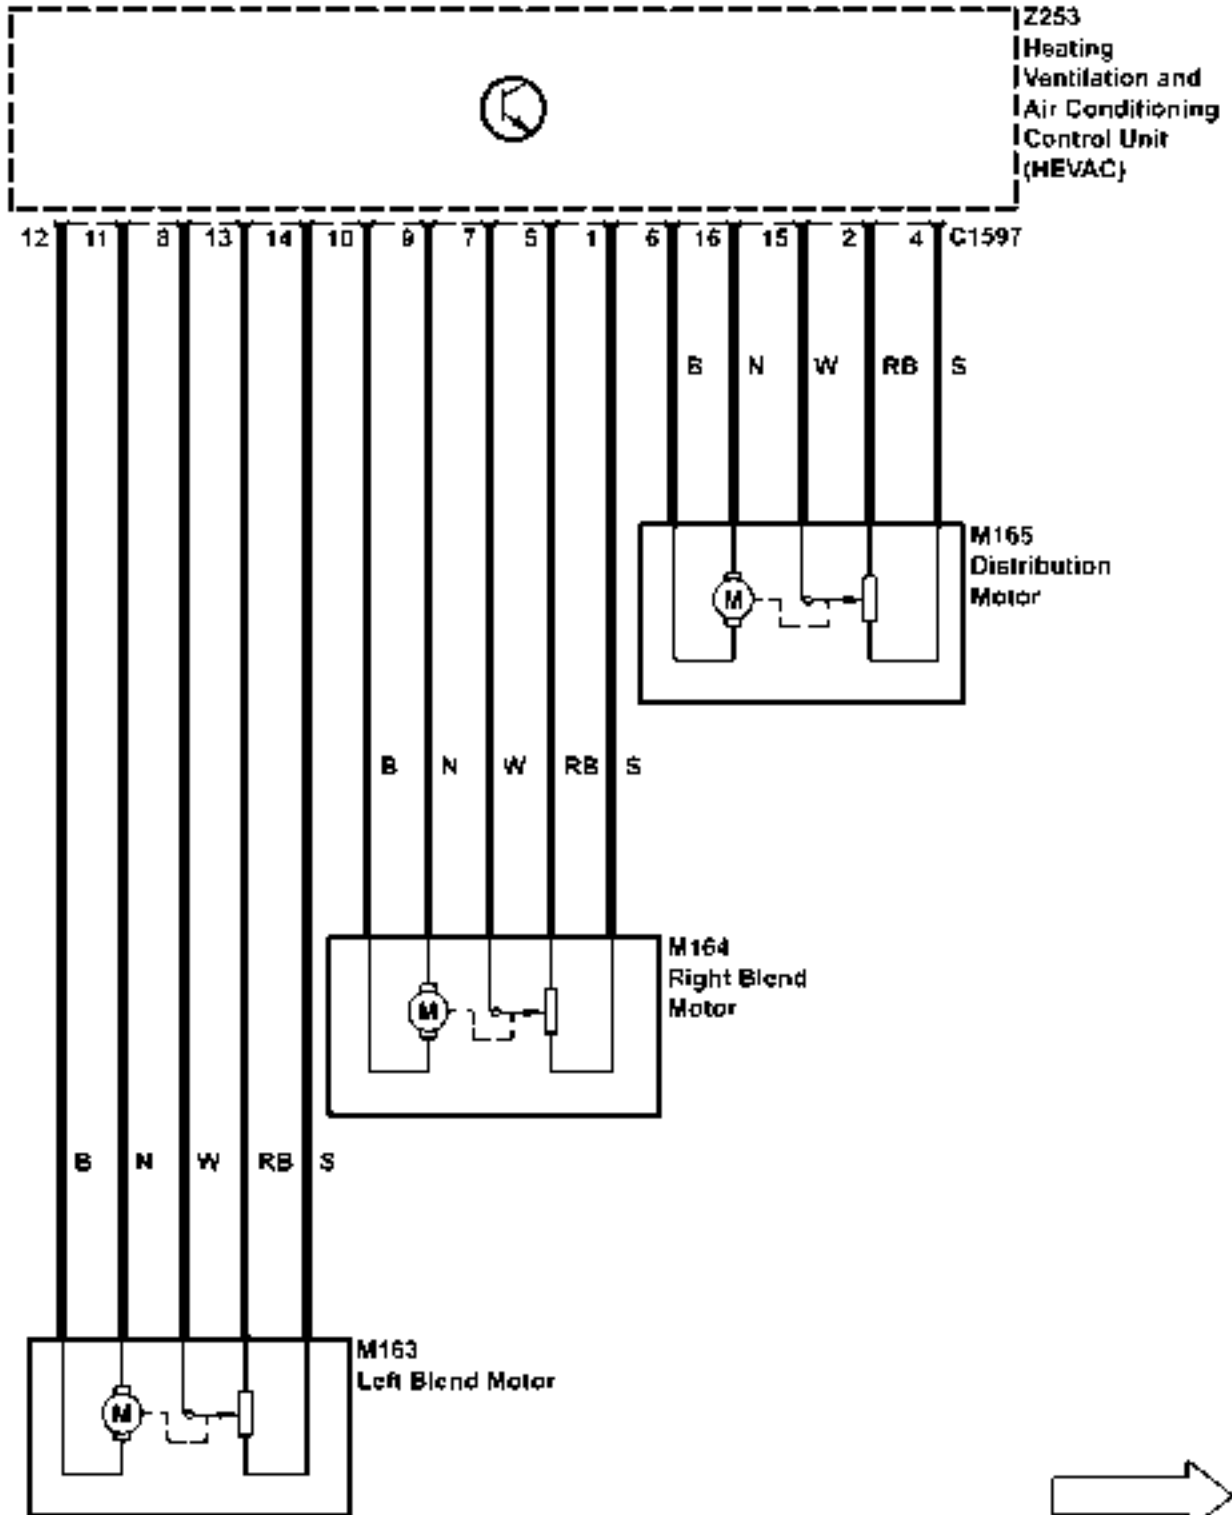 Z253
Heating
Ventilation and
Air Conditioning
Control Unit
(HEVAC)
12 11 8 13 14 10 9 7 5 1 6 16 15 2 4 C1597
B N W RB S
M165
Distribution
Motor
M
B N W RB S
M164
Right Blend
Motor
M
B N W RB S
M163
Left Blend Motor
M